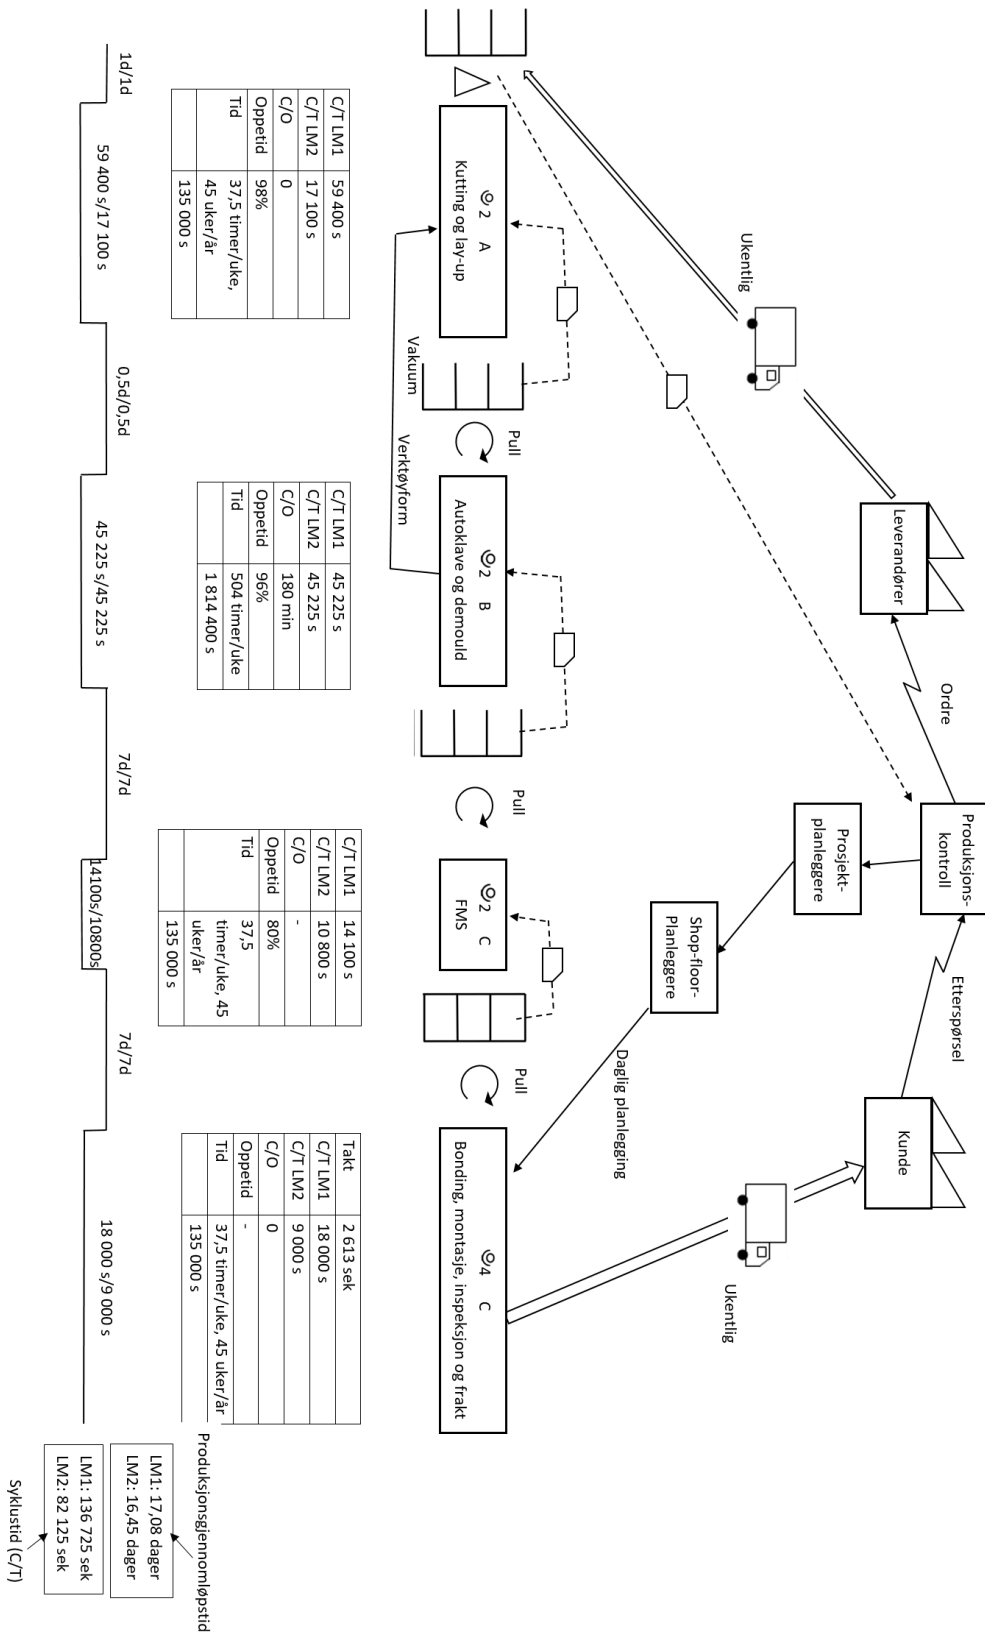 Leverandører
Ordre
Produksjons-
kontroll
Etterspørsel
Kunde
Prosjekt-
planleggere
Shop-floor-
Planleggere
Daglig planlegging
Ukentlig
Ukentlig
2 A
Kutting og lay-up
Vakuum
Verktøyform
Pull
2 B
Autoklave og demould
Pull
2 C
FMS
Pull
4 C
Bonding, montasje, inspeksjon og frakt
C/T LM1 59 400 s
C/T LM2 17 100 s
C/O 0
Oppetid 98%
Tid 37,5 timer/uke,
45 uker/år
135 000 s
C/T LM1 45 225 s
C/T LM2 45 225 s
C/O 180 min
Oppetid 96%
Tid 504 timer/uke
1 814 400 s
C/T LM1 14 100 s
C/T LM2 10 800 s
C/O -
Oppetid 80%
Tid 37,5
timer/uke, 45
uker/år
135 000 s
Takt 2 613 sek
C/T LM1 18 000 s
C/T LM2 9 000 s
C/O 0
Oppetid -
Tid 37,5 timer/uke, 45 uker/år
135 000 s
1d/1d
59 400 s/17 100 s
0,5d/0,5d
45 225 s/45 225 s
7d/7d
14100s/10800s
7d/7d
18 000 s/9 000 s
Produksjonsgjennomløpstid
LM1: 17,08 dager
LM2: 16,45 dager
LM1: 136 725 sek
LM2: 82 125 sek
Syklustid (C/T)